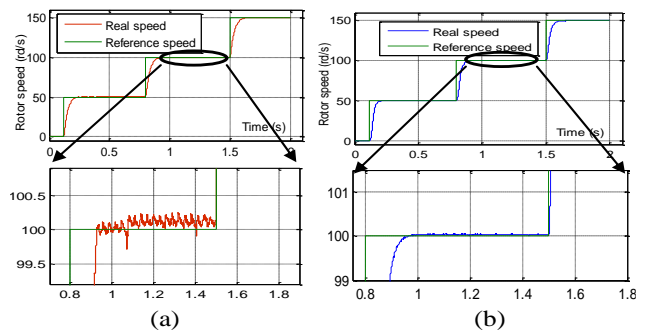 Real speed
Reference speed
Rotor speed (rd/s)
150
100
50
0
Time (s)
0 0.5 1 1.5 2
100.5
100
99.5
0.8 1 1.2 1.4 1.6 1.8
(a)
Real speed
Reference speed
Rotor speed (rd/s)
150
100
50
0
Time (s)
0 0.5 1 1.5 2
101
100
99
0.8 1 1.2 1.4 1.6 1.8
(b)